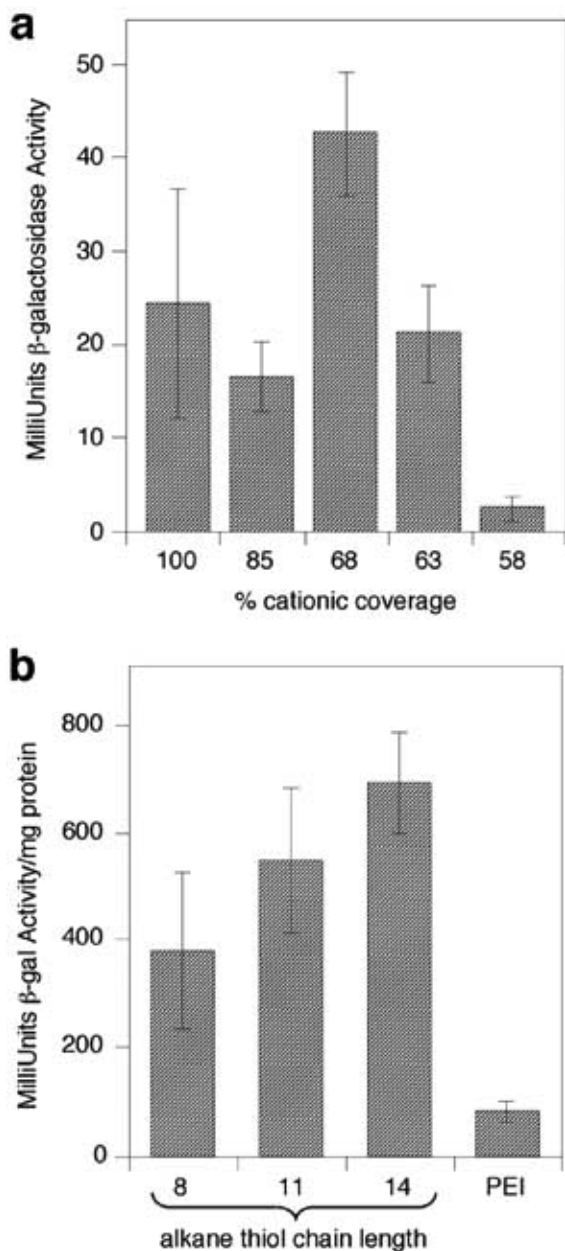 a
MilliUnits β-galactosidase Activity
50
40
30
20
10
0
100 85 68 63 58
% cationic coverage
b
MilliUnits β-gal Activity/mg protein
800
600
400
200
0
8 11 14 PEI
alkane thiol chain length